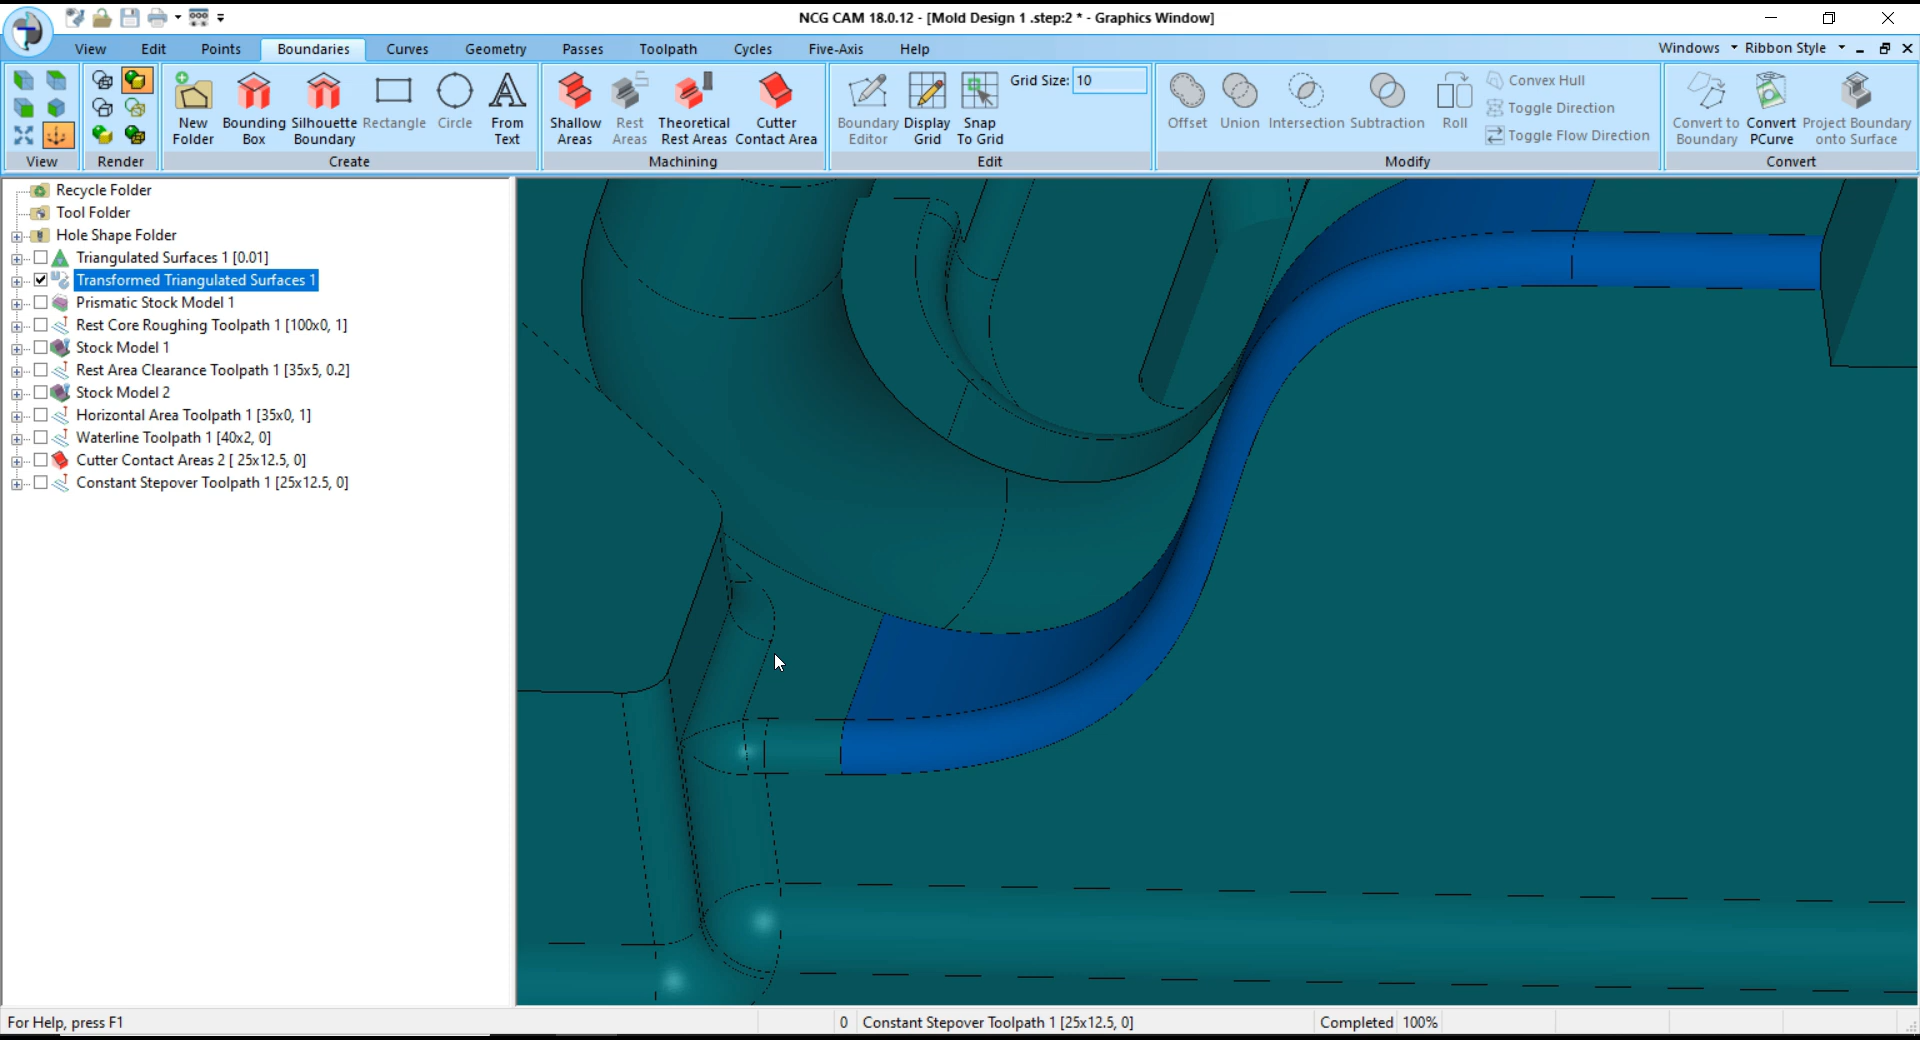 NCG CAM 18.0.12 - [Mold Design 1 .step:2 * - Graphics Window]
View Edit Points Boundaries Curves Geometry Passes Toolpath Cycles Five-Axis Help Windows Ribbon Style
New Folder
Bounding Box
Silhouette Boundary
Rectangle
Circle
From Text
Shallow Areas
Rest Areas
Theoretical Rest Areas
Cutter Contact Area
Boundary Editor
Display Grid
Snap To Grid
Grid Size: 10
Offset
Union
Intersection
Subtraction
Roll
Convex Hull
Toggle Direction
Toggle Flow Direction
Convert to Boundary
Convert PCurve
Project Boundary onto Surface
View Render Create Machining Edit Modify Convert
Recycle Folder
Tool Folder
Hole Shape Folder
Triangulated Surfaces 1 [0.01]
Transformed Triangulated Surfaces 1
Prismatic Stock Model 1
Rest Core Roughing Toolpath 1 [100x0, 1]
Stock Model 1
Rest Area Clearance Toolpath 1 [35x5, 0.2]
Stock Model 2
Horizontal Area Toolpath 1 [35x0, 1]
Waterline Toolpath 1 [40x2, 0]
Cutter Contact Areas 2 [ 25x12.5, 0]
Constant Stepover Toolpath 1 [25x12.5, 0]
For Help, press F1 0 Constant Stepover Toolpath 1 [25x12.5, 0] Completed 100%